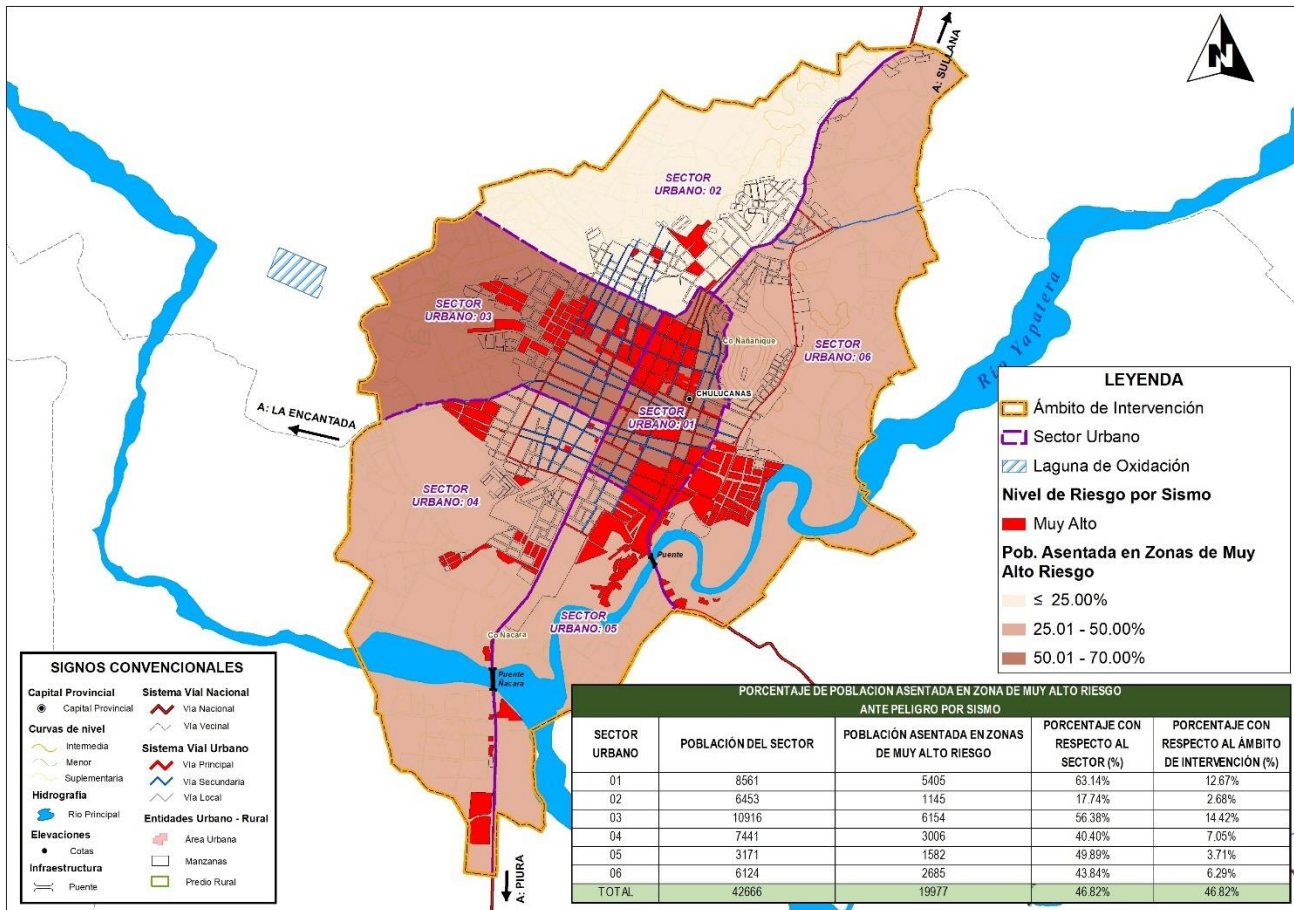 A: SULLANA
N
SECTOR
URBANO: 02
SECTOR
URBANO: 03
Co Ñañañique
SECTOR
URBANO: 06
Río Yapatera
CHULUCANAS
SECTOR
URBANO: 01
A: LA ENCANTADA
SECTOR
URBANO: 04
Puente
SECTOR
URBANO: 05
Co Ñacara
Puente
Ñacara
A: PIURA
LEYENDA
Ámbito de Intervención
Sector Urbano
Laguna de Oxidación
Nivel de Riesgo por Sismo
Muy Alto
Pob. Asentada en Zonas de Muy
Alto Riesgo
≤ 25.00%
25.01 - 50.00%
50.01 - 70.00%
SIGNOS CONVENCIONALES
Capital Provincial
Capital Provincial
Curvas de nivel
Intermedia
Menor
Suplementaria
Hidrografía
Rio Principal
Elevaciones
Cotas
Infraestructura
Puente
Sistema Vial Nacional
Vía Nacional
Vía Vecinal
Sistema Vial Urbano
Vía Principal
Vía Secundaria
Vía Local
Entidades Urbano - Rural
Área Urbana
Manzanas
Predio Rural
PORCENTAJE DE POBLACION ASENTADA EN ZONA DE MUY ALTO RIESGO
ANTE PELIGRO POR SISMO
SECTOR URBANO POBLACIÓN DEL SECTOR POBLACIÓN ASENTADA EN ZONAS DE MUY ALTO RIESGO PORCENTAJE CON RESPECTO AL SECTOR (%) PORCENTAJE CON RESPECTO AL ÁMBITO DE INTERVENCIÓN (%)
01 8561 5405 63.14% 12.67%
02 6453 1145 17.74% 2.68%
03 10916 6154 56.38% 14.42%
04 7441 3006 40.40% 7.05%
05 3171 1582 49.89% 3.71%
06 6124 2685 43.84% 6.29%
TOTAL 42666 19977 46.82% 46.82%